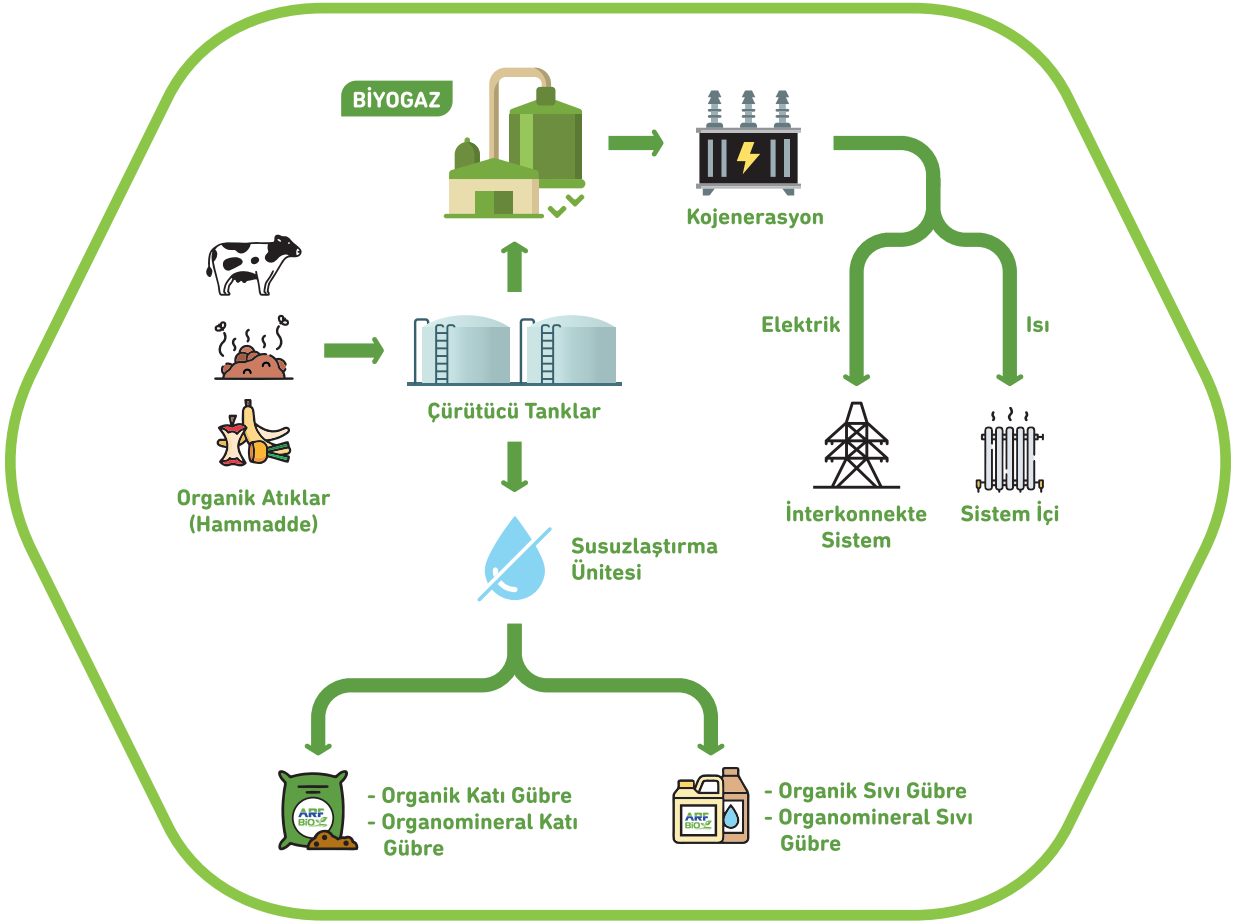 BİYOGAZ
Kojenerasyon
Elektrik
Isı
Çürütücü Tanklar
Organik Atıklar
(Hammadde)
İnterkonnekte
Sistem
Sistem İçi
Susuzlaştırma
Ünitesi
ARF
BiO
- Organik Katı Gübre
- Organomineral Katı
Gübre
ARF
BiO
- Organik Sıvı Gübre
- Organomineral Sıvı
Gübre